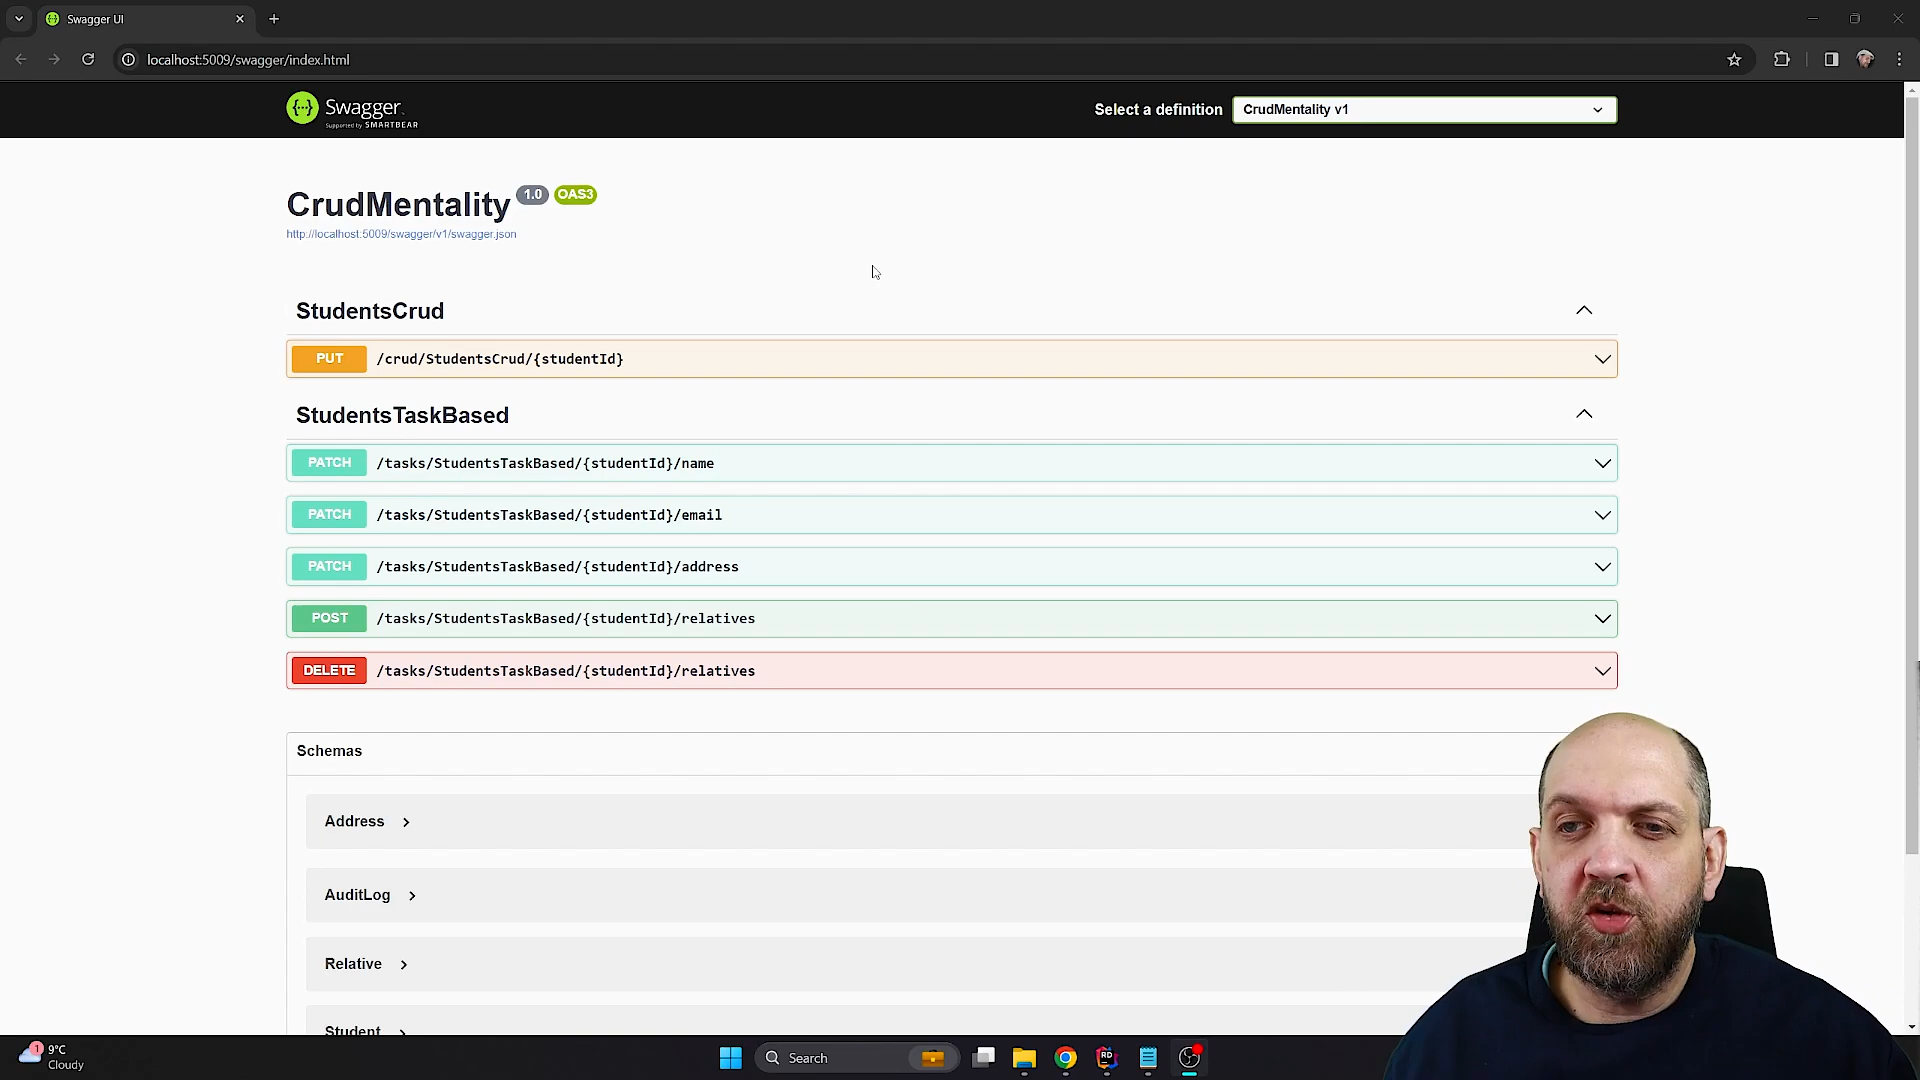 Swagger UI
localhost:5009/swagger/index.html
Swagger
Supported by SMARTBEAR
Select a definition
CrudMentality v1
CrudMentality 1.0 OAS3
http://localhost:5009/swagger/v1/swagger.json
StudentsCrud
PUT /crud/StudentsCrud/{studentId}
StudentsTaskBased
PATCH /tasks/StudentsTaskBased/{studentId}/name
PATCH /tasks/StudentsTaskBased/{studentId}/email
PATCH /tasks/StudentsTaskBased/{studentId}/address
POST /tasks/StudentsTaskBased/{studentId}/relatives
DELETE /tasks/StudentsTaskBased/{studentId}/relatives
Schemas
Address
AuditLog
Relative
Student
1
9°C
Cloudy
Search
RD